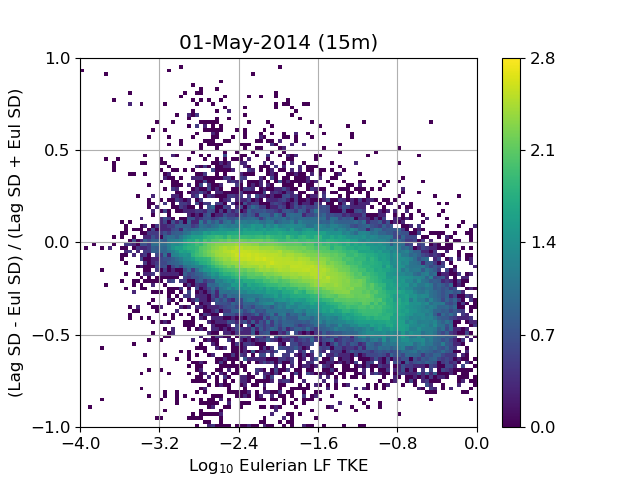 01-May-2014 (15m)
(Lag SD - Eul SD) / (Lag SD + Eul SD)
1.0
0.5
0.0
−0.5
−1.0
−4.0 −3.2 −2.4 −1.6 −0.8 0.0
Log₁₀ Eulerian LF TKE
2.8
2.1
1.4
0.7
0.0